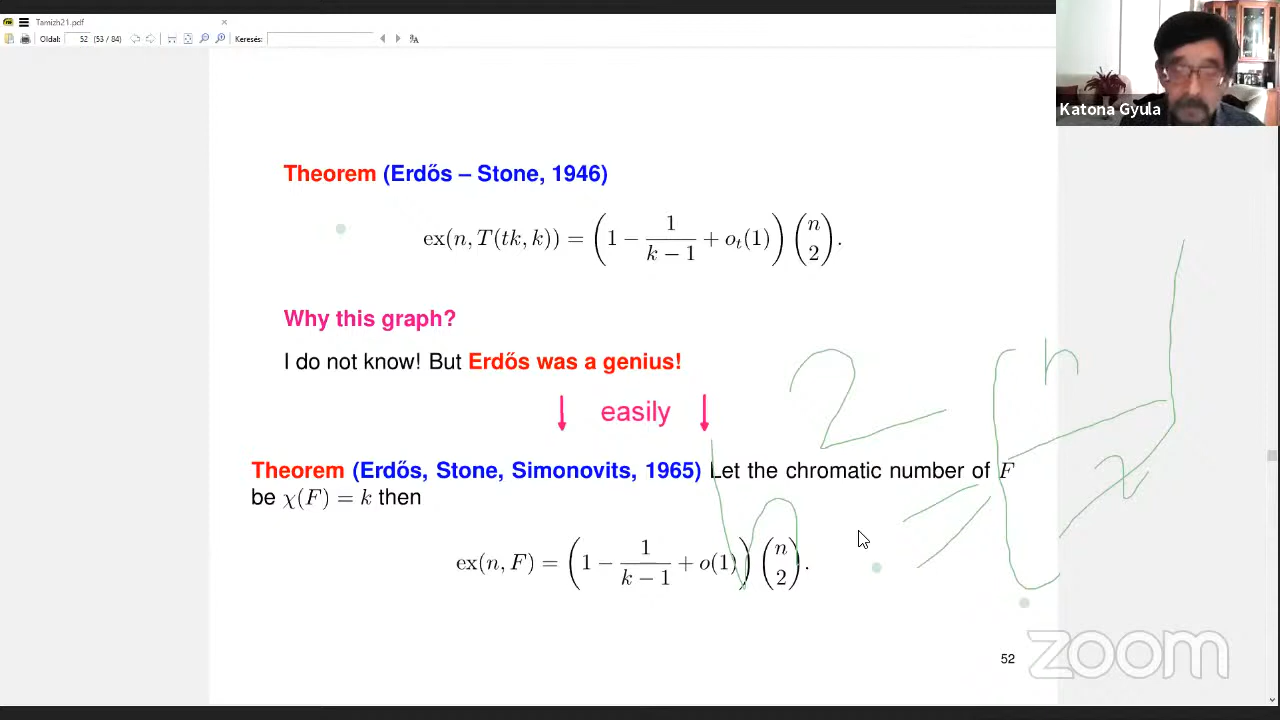 Tamizh21.pdf
Oldal: 52 (53 / 84) Keresés:
Katona Gyula
Theorem (Erdős – Stone, 1946)
ex(n, T(tk, k)) = (1 − 1/(k − 1) + o_t(1)) (n 2).
Why this graph?
I do not know! But Erdős was a genius!
↓ easily ↓
Theorem (Erdős, Stone, Simonovits, 1965) Let the chromatic number of F
be χ(F) = k then
ex(n, F) = (1 − 1/(k − 1) + o(1)) (n 2).
52
zoom